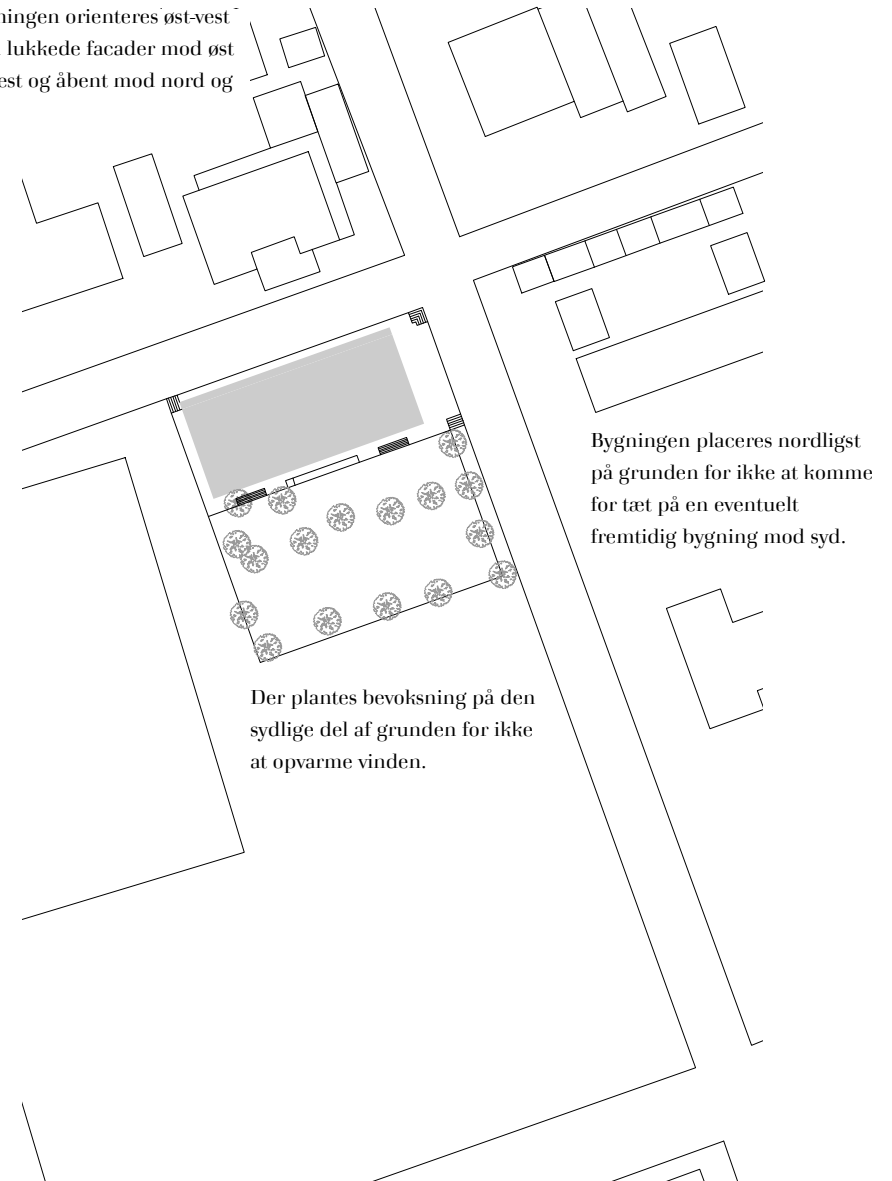 orienteres øst-vest
lukkede facader mod øst
og åbent mod nord og
Bygningen placeres nordligst
på grunden for ikke at komme
for tæt på en eventuelt
fremtidig bygning mod syd.
Der plantes bevoksning på den
sydlige del af grunden for ikke
at opvarme vinden.